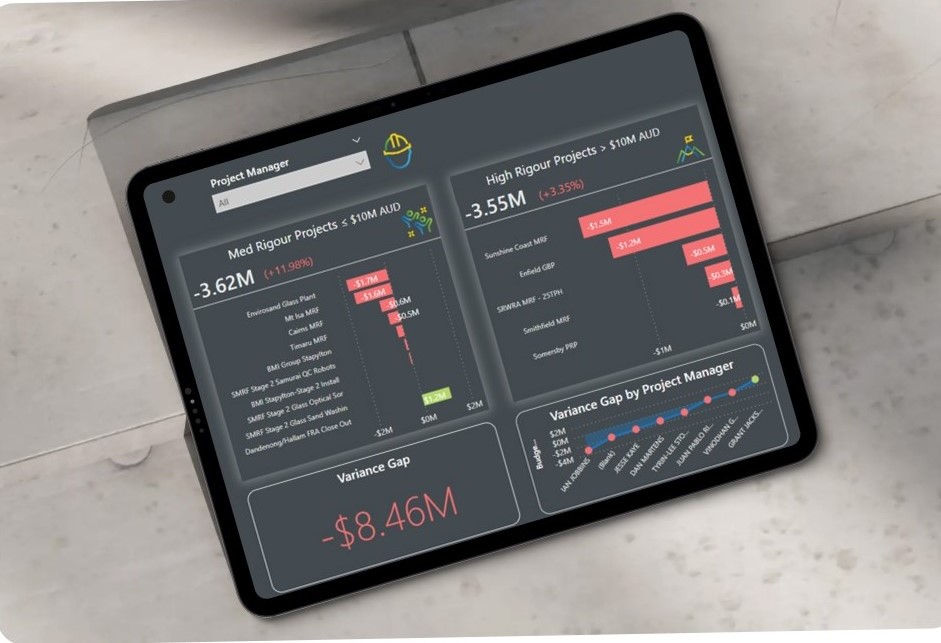 Project Manager
All
Med Rigour Projects ≤ $10M AUD
-3.62M (+11.98%)
Envirosand Glass Plant
Mt Isa MRF
Cairns MRF
Timaru MRF
BMI Group Stapylton
SMRF Stage 2 Samurai QC Robots
BMI Stapylton-Stage 2 Install
SMRF Stage 2 Glass Optical Sor
SMRF Stage 2 Glass Sand Washin
Dandenong/Hallam FRA Close Out
-$1.7M
-$1.6M
-$0.6M
-$0.5M
$1.2M
-$2M
$0M
$2M
High Rigour Projects > $10M AUD
-3.55M (+3.35%)
Sunshine Coast MRF
Enfield GBP
SRWRA MRF - 25TPH
Smithfield MRF
Somersby PRP
-$1.5M
-$1.2M
-$0.5M
-$0.3M
-$0.1M
-$1M
$0M
Variance Gap
-$8.46M
Variance Gap by Project Manager
Budge...
$2M
$0M
-$2M
-$4M
IAN JOBBINS
(Blank)
JESSE KAYE
DAN MARTENS
TYRIN-LEE STO...
JUAN PABLO RI...
VINODHAN G...
GRANT JACKS...